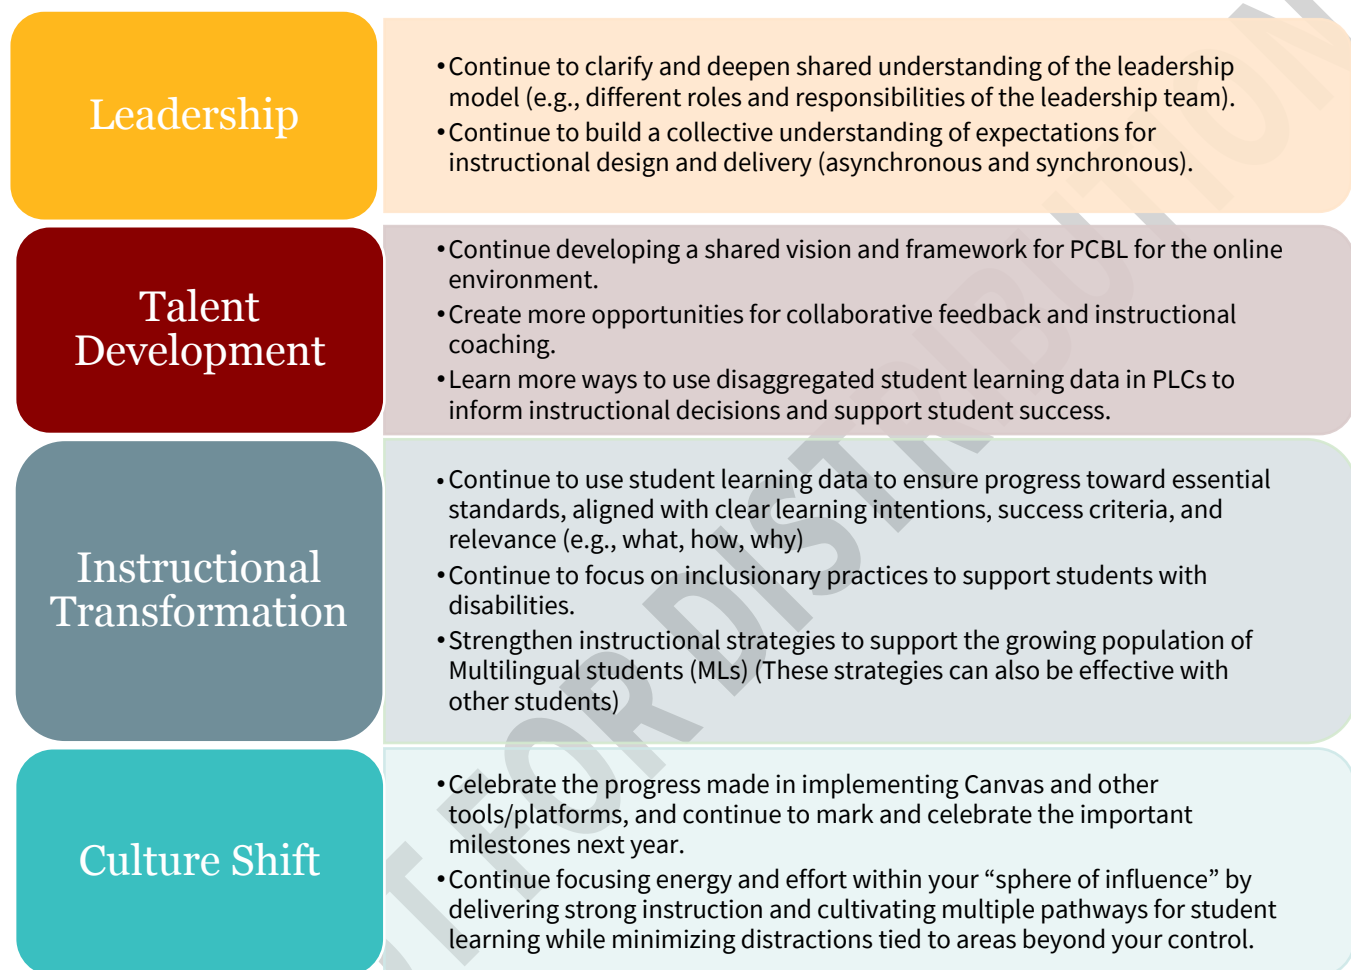 Leadership
•Continue to clarify and deepen shared understanding of the leadership
model (e.g., different roles and responsibilities of the leadership team).
•Continue to build a collective understanding of expectations for
instructional design and delivery (asynchronous and synchronous).
Talent
Development
•Continue developing a shared vision and framework for PCBL for the online
environment.
•Create more opportunities for collaborative feedback and instructional
coaching.
•Learn more ways to use disaggregated student learning data in PLCs to
inform instructional decisions and support student success.
Instructional
Transformation
•Continue to use student learning data to ensure progress toward essential
standards, aligned with clear learning intentions, success criteria, and
relevance (e.g., what, how, why)
•Continue to focus on inclusionary practices to support students with
disabilities.
•Strengthen instructional strategies to support the growing population of
Multilingual students (MLs) (These strategies can also be effective with
other students)
Culture Shift
•Celebrate the progress made in implementing Canvas and other
tools/platforms, and continue to mark and celebrate the important
milestones next year.
•Continue focusing energy and effort within your “sphere of influence” by
delivering strong instruction and cultivating multiple pathways for student
learning while minimizing distractions tied to areas beyond your control.
FOR DISTRIBUTION